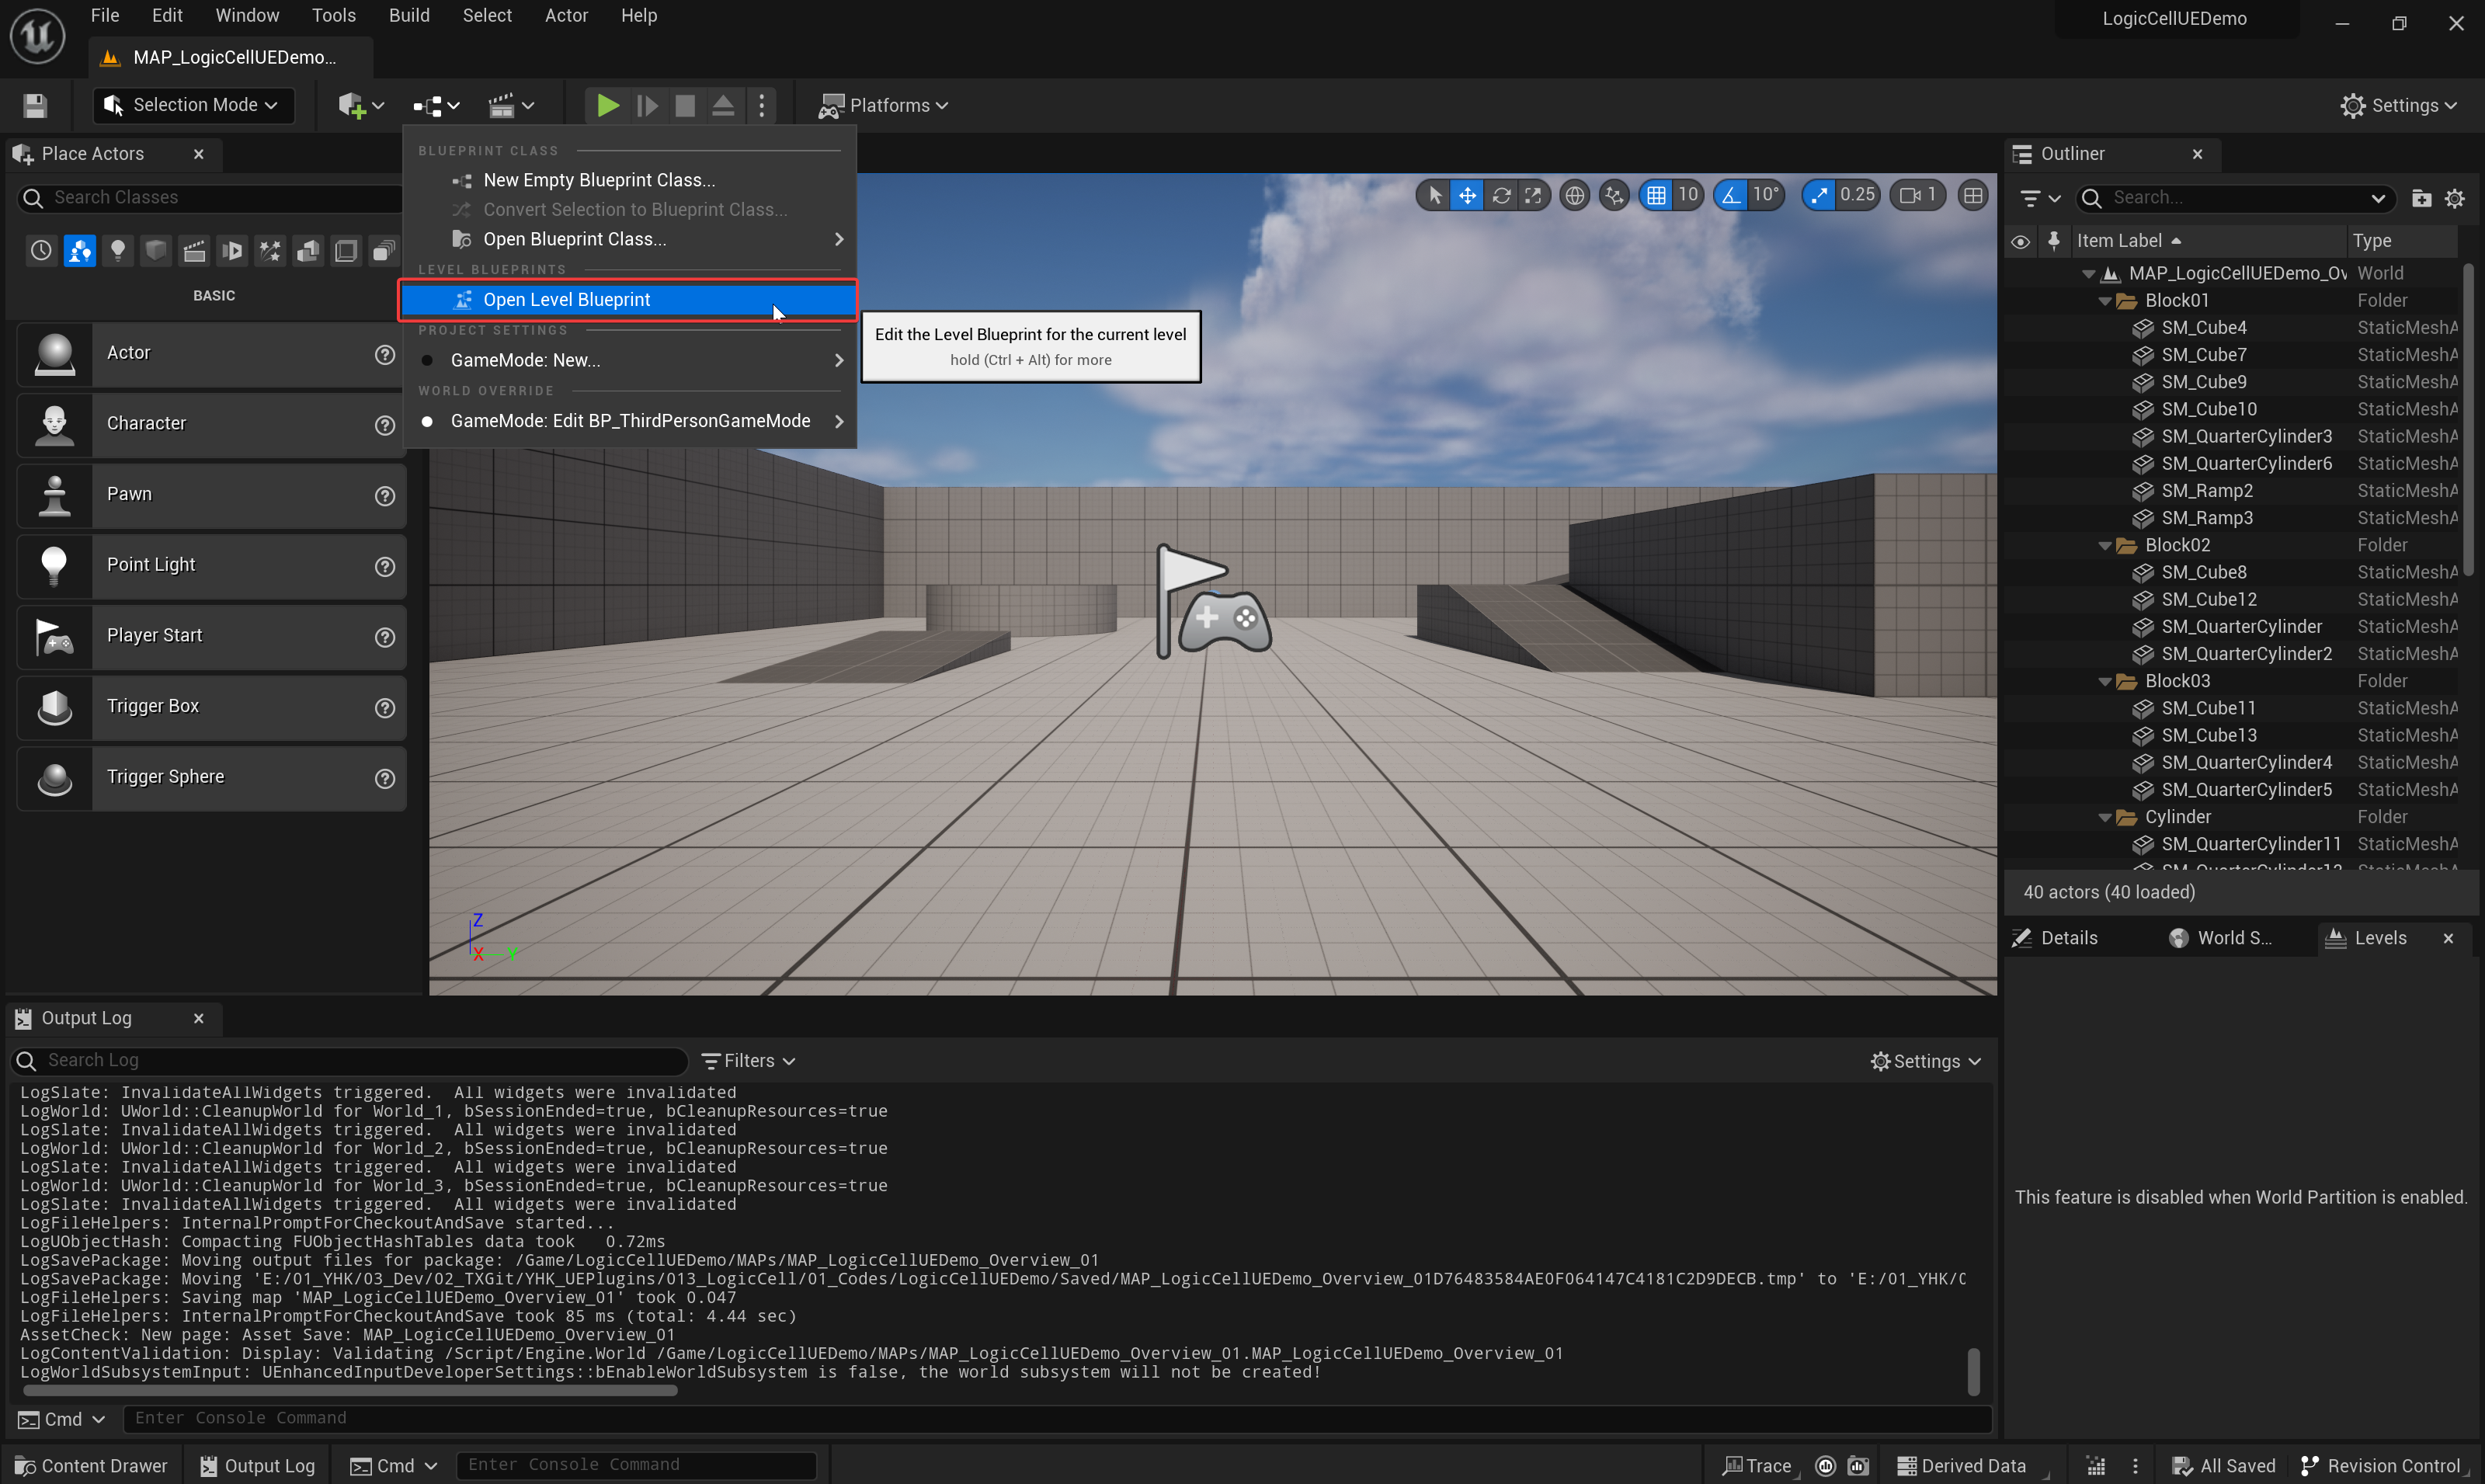 File Edit Window Tools Build Select Actor Help
LogicCellUEDemo
MAP_LogicCellUEDemo...
Selection Mode
Platforms
Settings
Place Actors
Search Classes
BASIC
Actor
Character
Pawn
Point Light
Player Start
Trigger Box
Trigger Sphere
BLUEPRINT CLASS
New Empty Blueprint Class...
Convert Selection to Blueprint Class...
Open Blueprint Class...
LEVEL BLUEPRINTS
Open Level Blueprint
PROJECT SETTINGS
GameMode: New...
WORLD OVERRIDE
GameMode: Edit BP_ThirdPersonGameMode
Edit the Level Blueprint for the current level
hold (Ctrl + Alt) for more
10 10° 0.25 1
Z
X Y
Outliner
Search...
Item Label Type
MAP_LogicCellUEDemo_Ov World
Block01 Folder
SM_Cube4 StaticMeshA
SM_Cube7 StaticMeshA
SM_Cube9 StaticMeshA
SM_Cube10 StaticMeshA
SM_QuarterCylinder3 StaticMeshA
SM_QuarterCylinder6 StaticMeshA
SM_Ramp2 StaticMeshA
SM_Ramp3 StaticMeshA
Block02 Folder
SM_Cube8 StaticMeshA
SM_Cube12 StaticMeshA
SM_QuarterCylinder StaticMeshA
SM_QuarterCylinder2 StaticMeshA
Block03 Folder
SM_Cube11 StaticMeshA
SM_Cube13 StaticMeshA
SM_QuarterCylinder4 StaticMeshA
SM_QuarterCylinder5 StaticMeshA
Cylinder Folder
SM_QuarterCylinder11 StaticMeshA
40 actors (40 loaded)
Details World S... Levels
This feature is disabled when World Partition is enabled.
Output Log
Search Log
Filters
Settings
LogSlate: InvalidateAllWidgets triggered.  All widgets were invalidated
LogWorld: UWorld::CleanupWorld for World_1, bSessionEnded=true, bCleanupResources=true
LogSlate: InvalidateAllWidgets triggered.  All widgets were invalidated
LogWorld: UWorld::CleanupWorld for World_2, bSessionEnded=true, bCleanupResources=true
LogSlate: InvalidateAllWidgets triggered.  All widgets were invalidated
LogWorld: UWorld::CleanupWorld for World_3, bSessionEnded=true, bCleanupResources=true
LogSlate: InvalidateAllWidgets triggered.  All widgets were invalidated
LogFileHelpers: InternalPromptForCheckoutAndSave started...
LogUObjectHash: Compacting FUObjectHashTables data took   0.72ms
LogSavePackage: Moving output files for package: /Game/LogicCellUEDemo/MAPs/MAP_LogicCellUEDemo_Overview_01
LogSavePackage: Moving 'E:/01_YHK/03_Dev/02_TXGit/YHK_UEPlugins/013_LogicCell/01_Codes/LogicCellUEDemo/Saved/MAP_LogicCellUEDemo_Overview_01D76483584AE0F064147C4181C2D9DECB.tmp' to 'E:/01_YHK/0
LogFileHelpers: Saving map 'MAP_LogicCellUEDemo_Overview_01' took 0.047
LogFileHelpers: InternalPromptForCheckoutAndSave took 85 ms (total: 4.44 sec)
AssetCheck: New page: Asset Save: MAP_LogicCellUEDemo_Overview_01
LogContentValidation: Display: Validating /Script/Engine.World /Game/LogicCellUEDemo/MAPs/MAP_LogicCellUEDemo_Overview_01.MAP_LogicCellUEDemo_Overview_01
LogWorldSubsystemInput: UEnhancedInputDeveloperSettings::bEnableWorldSubsystem is false, the world subsystem will not be created!
Cmd Enter Console Command
Content Drawer Output Log Cmd Enter Console Command Trace Derived Data All Saved Revision Control